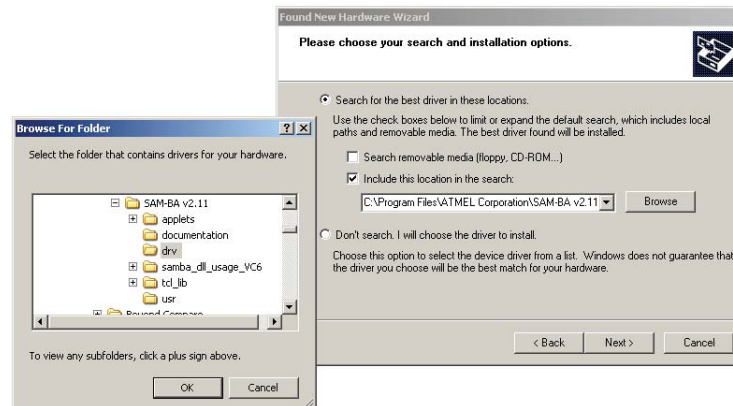 Found New Hardware Wizard
Please choose your search and installation options.
Search for the best driver in these locations.
Use the check boxes below to limit or expand the default search, which includes local
paths and removable media. The best driver found will be installed.
Search removable media (floppy, CD-ROM...)
Include this location in the search:
C:\Program Files\ATMEL Corporation\SAM-BA v2.11
Browse
Don't search. I will choose the driver to install.
Choose this option to select the device driver from a list. Windows does not guarantee that
the driver you choose will be the best match for your hardware.
< Back
Next >
Cancel
Browse For Folder
Select the folder that contains drivers for your hardware.
SAM-BA v2.11
applets
documentation
drv
samba_dll_usage_VC6
tcl_lib
usr
Beyond Compare
To view any subfolders, click a plus sign above.
OK
Cancel